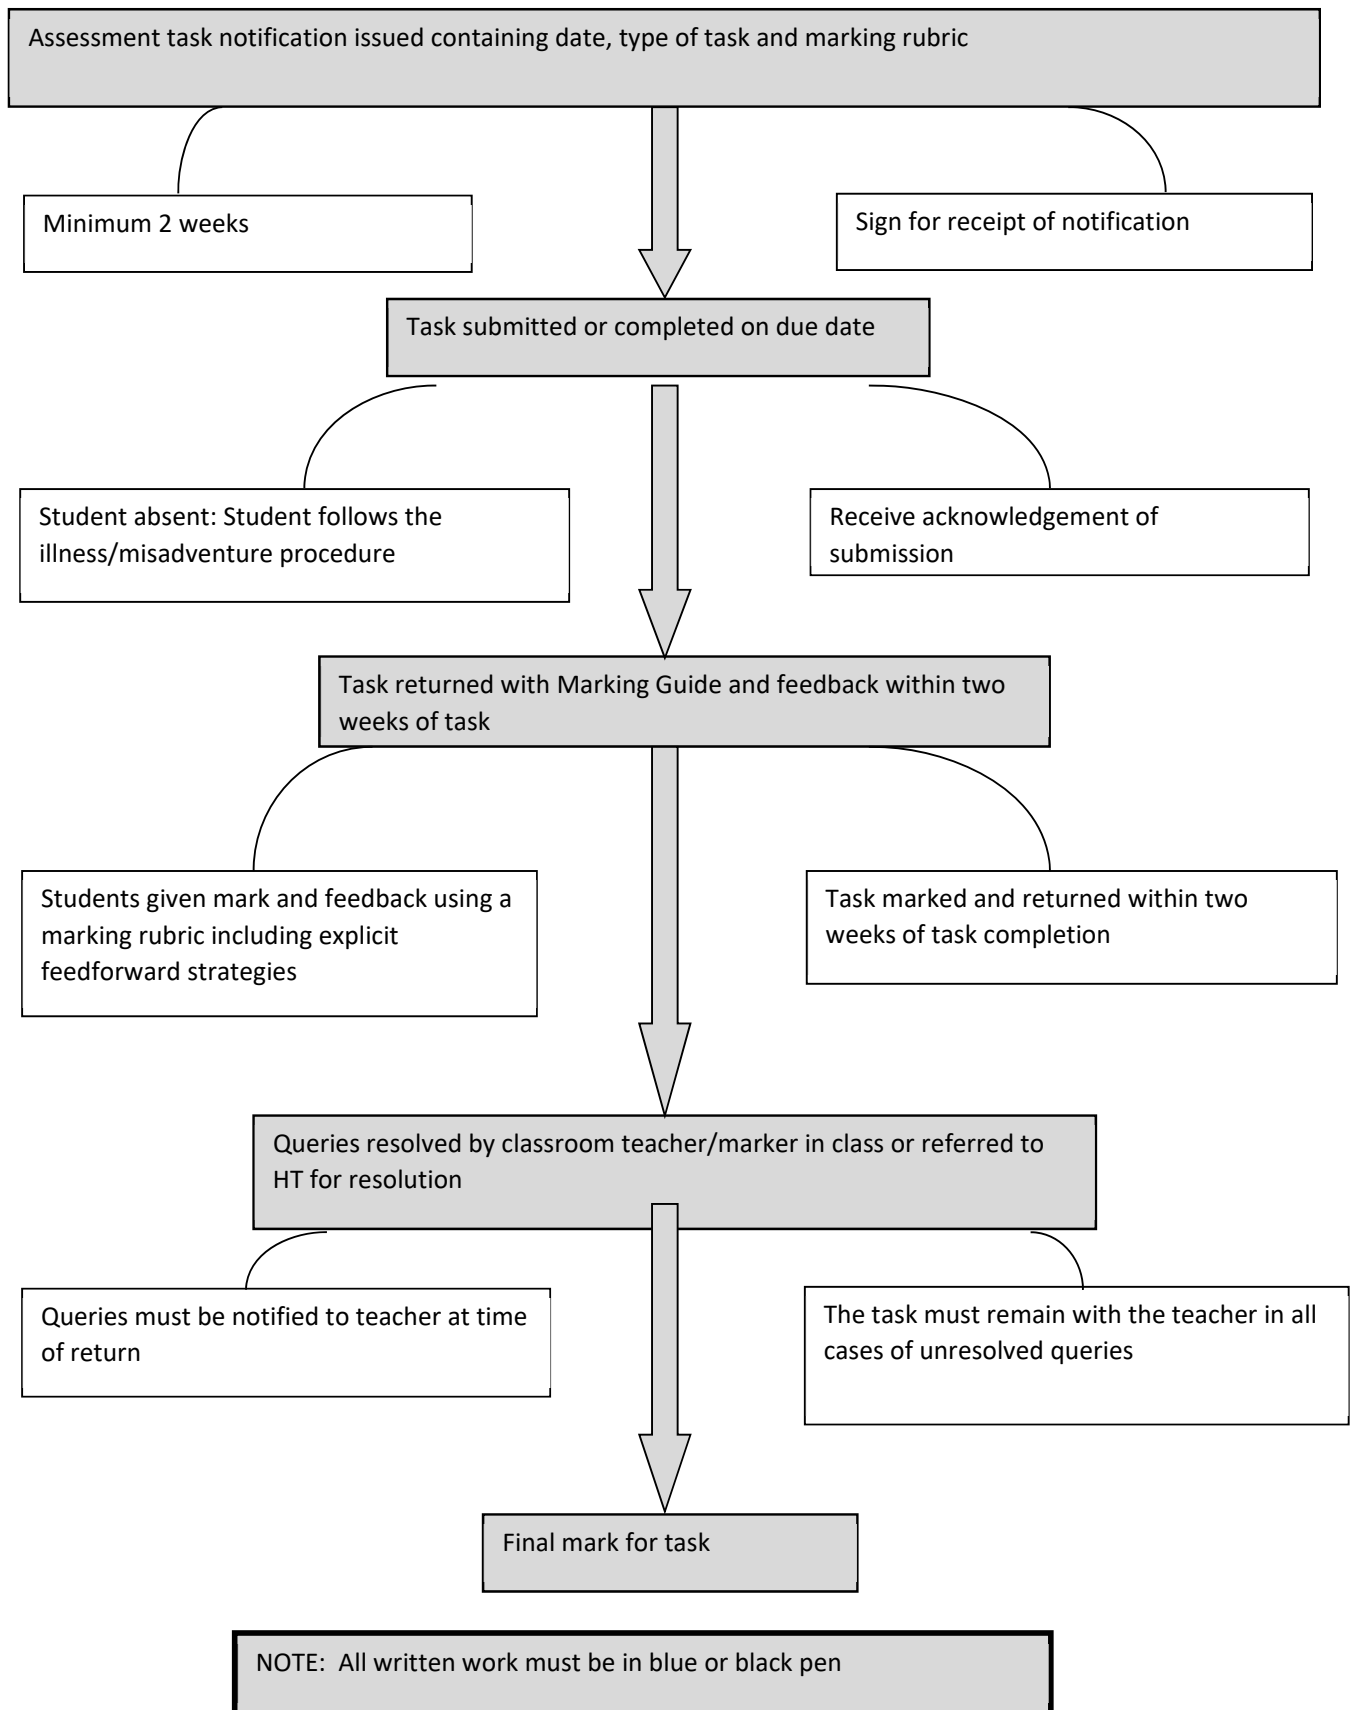 Assessment task notification issued containing date, type of task and marking rubric
Minimum 2 weeks
Sign for receipt of notification
Task submitted or completed on due date
Student absent: Student follows the
illness/misadventure procedure
Receive acknowledgement of
submission
Task returned with Marking Guide and feedback within two
weeks of task
Students given mark and feedback using a
marking rubric including explicit
feedforward strategies
Task marked and returned within two
weeks of task completion
Queries resolved by classroom teacher/marker in class or referred to
HT for resolution
Queries must be notified to teacher at time
of return
The task must remain with the teacher in all
cases of unresolved queries
Final mark for task
NOTE:  All written work must be in blue or black pen